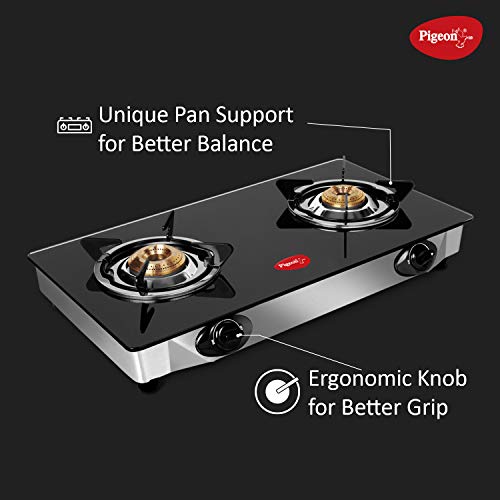 Pigeon
Unique Pan Support
for Better Balance
Pigeon
Ergonomic Knob
for Better Grip